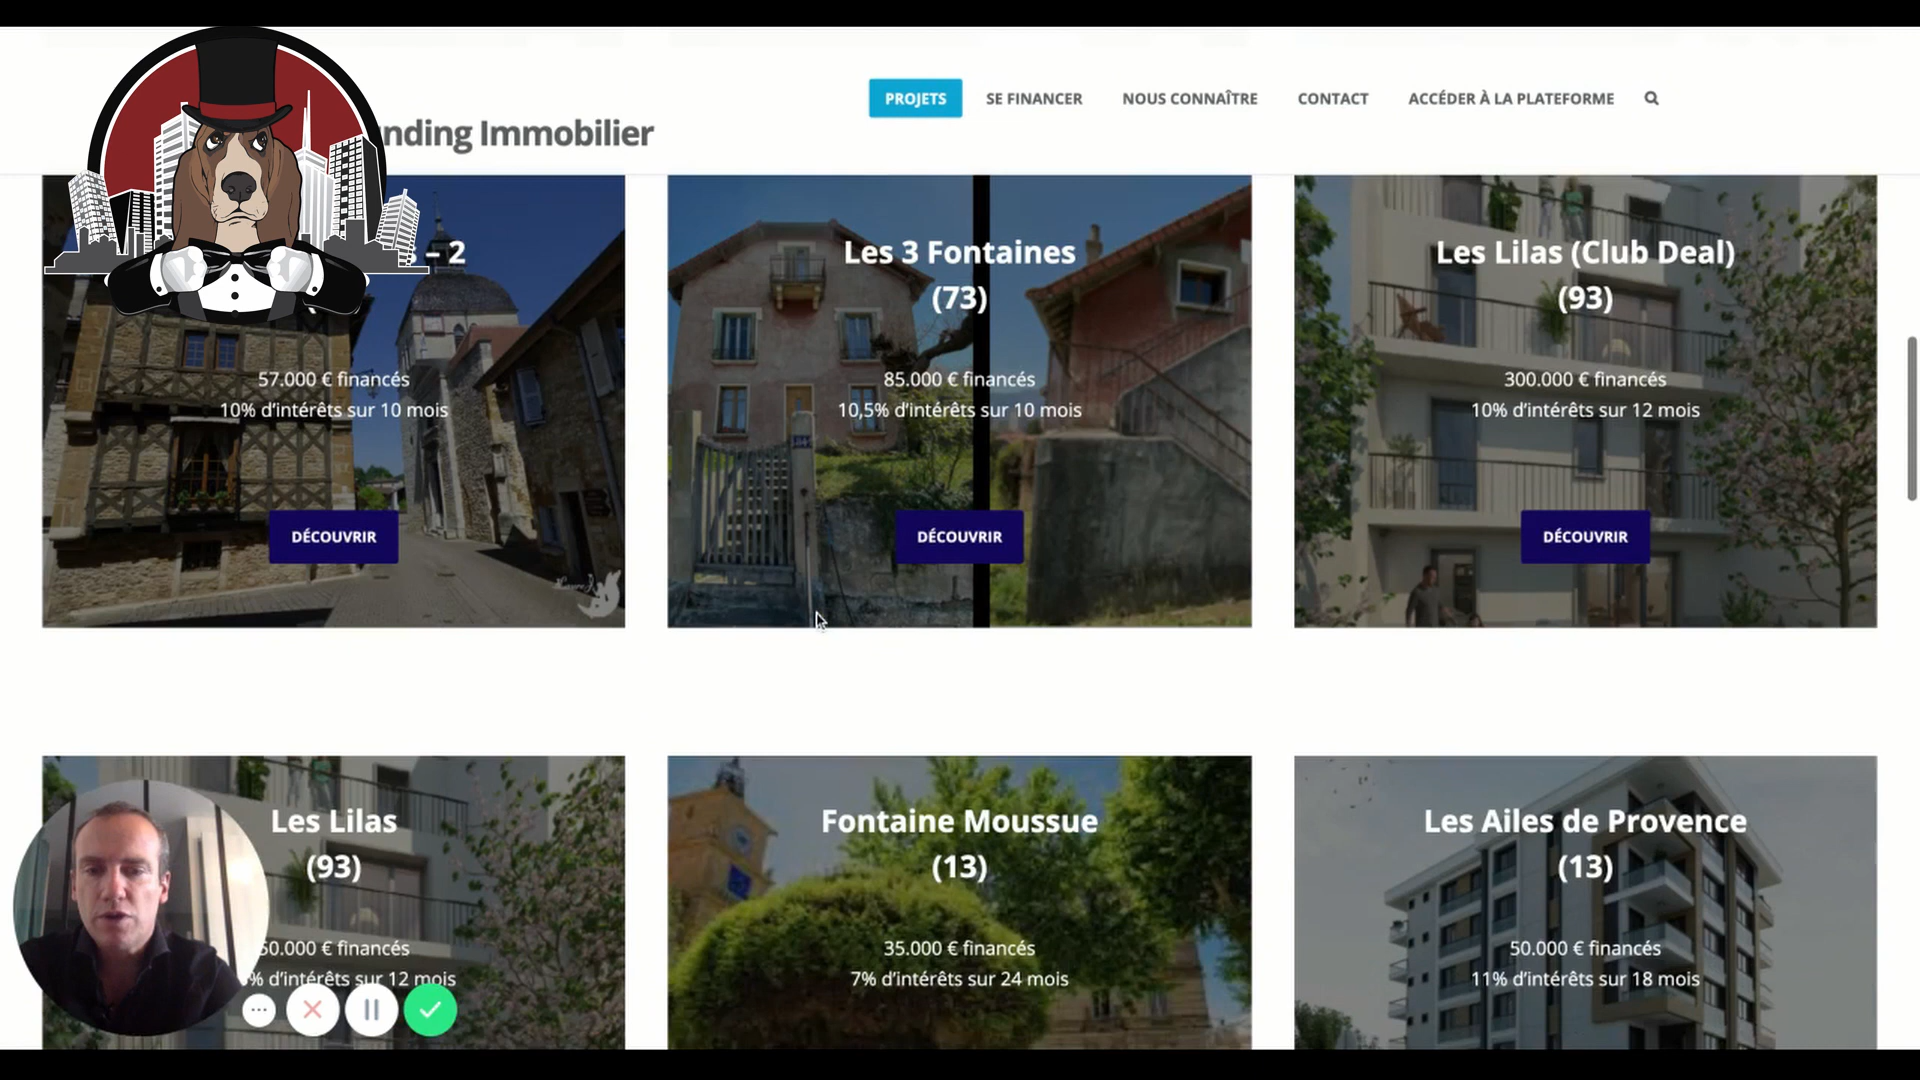 PROJETS
SE FINANCER
NOUS CONNAÎTRE
CONTACT
ACCÉDER À LA PLATEFORME
Immobilier
– 2
57.000 € financés
10% d'intérêts sur 10 mois
DÉCOUVRIR
Les 3 Fontaines
(73)
85.000 € financés
10,5% d'intérêts sur 10 mois
DÉCOUVRIR
Les Lilas (Club Deal)
(93)
300.000 € financés
10% d'intérêts sur 12 mois
DÉCOUVRIR
Les Lilas
(93)
€ financés
d'intérêts sur 12 mois
Fontaine Moussue
(13)
35.000 € financés
7% d'intérêts sur 24 mois
Les Ailes de Provence
(13)
50.000 € financés
11% d'intérêts sur 18 mois